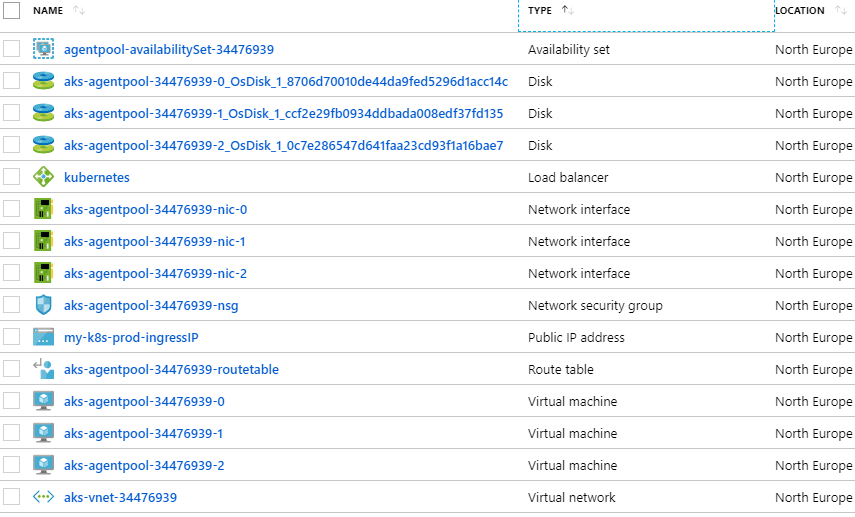 NAME TYPE LOCATION
agentpool-availabilitySet-34476939 Availability set North Europe
aks-agentpool-34476939-0_OsDisk_1_8706d70010de44da9fed5296d1acc14c Disk North Europe
aks-agentpool-34476939-1_OsDisk_1_ccf2e29fb0934ddbada008edf37fd135 Disk North Europe
aks-agentpool-34476939-2_OsDisk_1_0c7e286547d641faa23cd93f1a16bae7 Disk North Europe
kubernetes Load balancer North Europe
aks-agentpool-34476939-nic-0 Network interface North Europe
aks-agentpool-34476939-nic-1 Network interface North Europe
aks-agentpool-34476939-nic-2 Network interface North Europe
aks-agentpool-34476939-nsg Network security group North Europe
my-k8s-prod-ingressIP Public IP address North Europe
aks-agentpool-34476939-routetable Route table North Europe
aks-agentpool-34476939-0 Virtual machine North Europe
aks-agentpool-34476939-1 Virtual machine North Europe
aks-agentpool-34476939-2 Virtual machine North Europe
aks-vnet-34476939 Virtual network North Europe